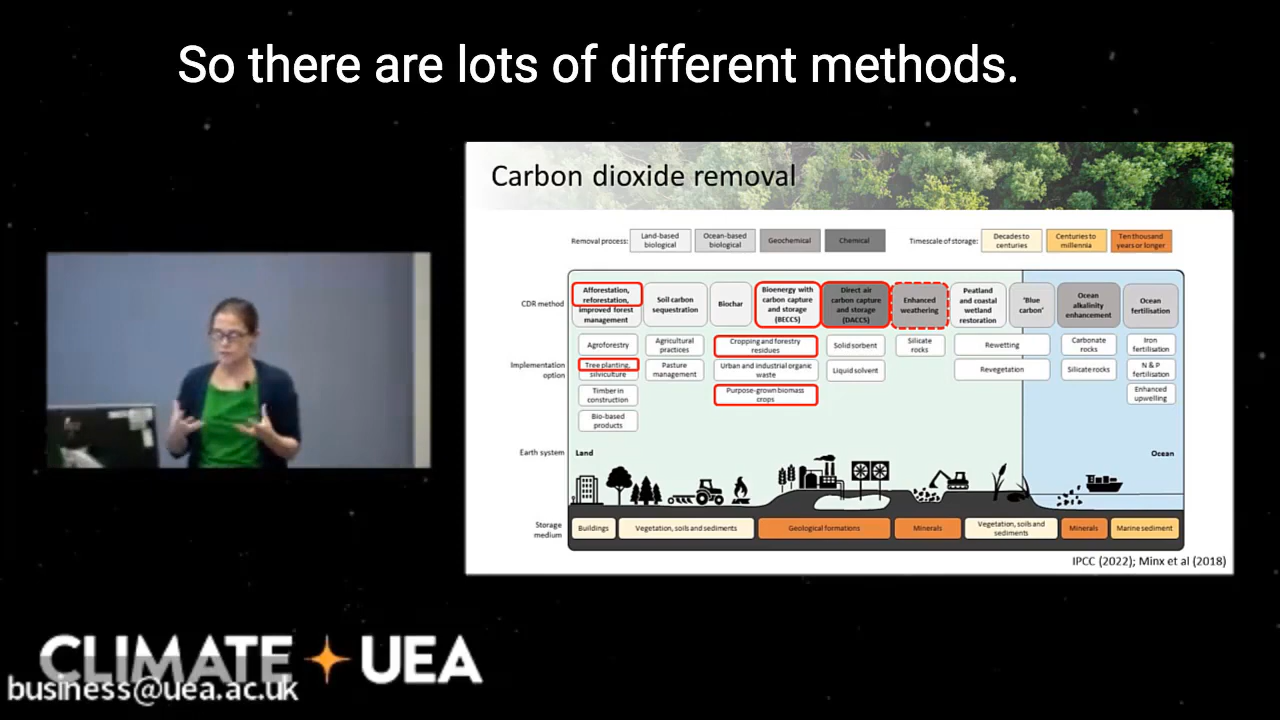 So there are lots of different methods.
Carbon dioxide removal
Removal process:
Land-based
biological
Ocean-based
biological
Geochemical
Chemical
Timescale of storage:
Decades to
centuries
Centuries to
millennia
Ten thousand
years or longer
CDR method
Afforestation,
reforestation,
improved forest
management
Soil carbon
sequestration
Biochar
Bioenergy with
carbon capture
and storage
(BECCS)
Direct air
carbon capture
and storage
(DACCS)
Enhanced
weathering
Peatland
and coastal
wetland
restoration
'Blue
carbon'
Ocean
alkalinity
enhancement
Ocean
fertilisation
Implementation
option
Agroforestry
Tree planting,
silviculture
Timber in
construction
Bio-based
products
Agricultural
practices
Pasture
management
Cropping and forestry
residues
Urban and industrial organic
waste
Purpose-grown biomass
crops
Solid sorbent
Liquid solvent
Silicate
rocks
Rewetting
Revegetation
Carbonate
rocks
Silicate rocks
Iron
fertilisation
N & P
fertilisation
Enhanced
upwelling
Earth system
Land
Ocean
Storage
medium
Buildings
Vegetation, soils and sediments
Geological formations
Minerals
Vegetation, soils and
sediments
Minerals
Marine sediment
IPCC (2022); Minx et al (2018)
CLIMATE UEA
business@uea.ac.uk